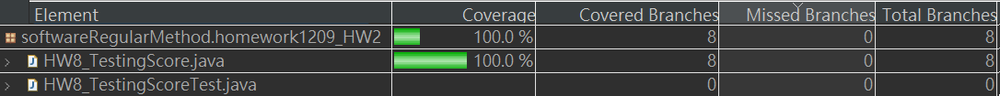 Element Coverage Covered Branches Missed Branches Total Branches
softwareRegularMethod.homework1209_HW2 100.0 % 8 0 8
HW8_TestingScore.java 100.0 % 8 0 8
HW8_TestingScoreTest.java 0 0 0